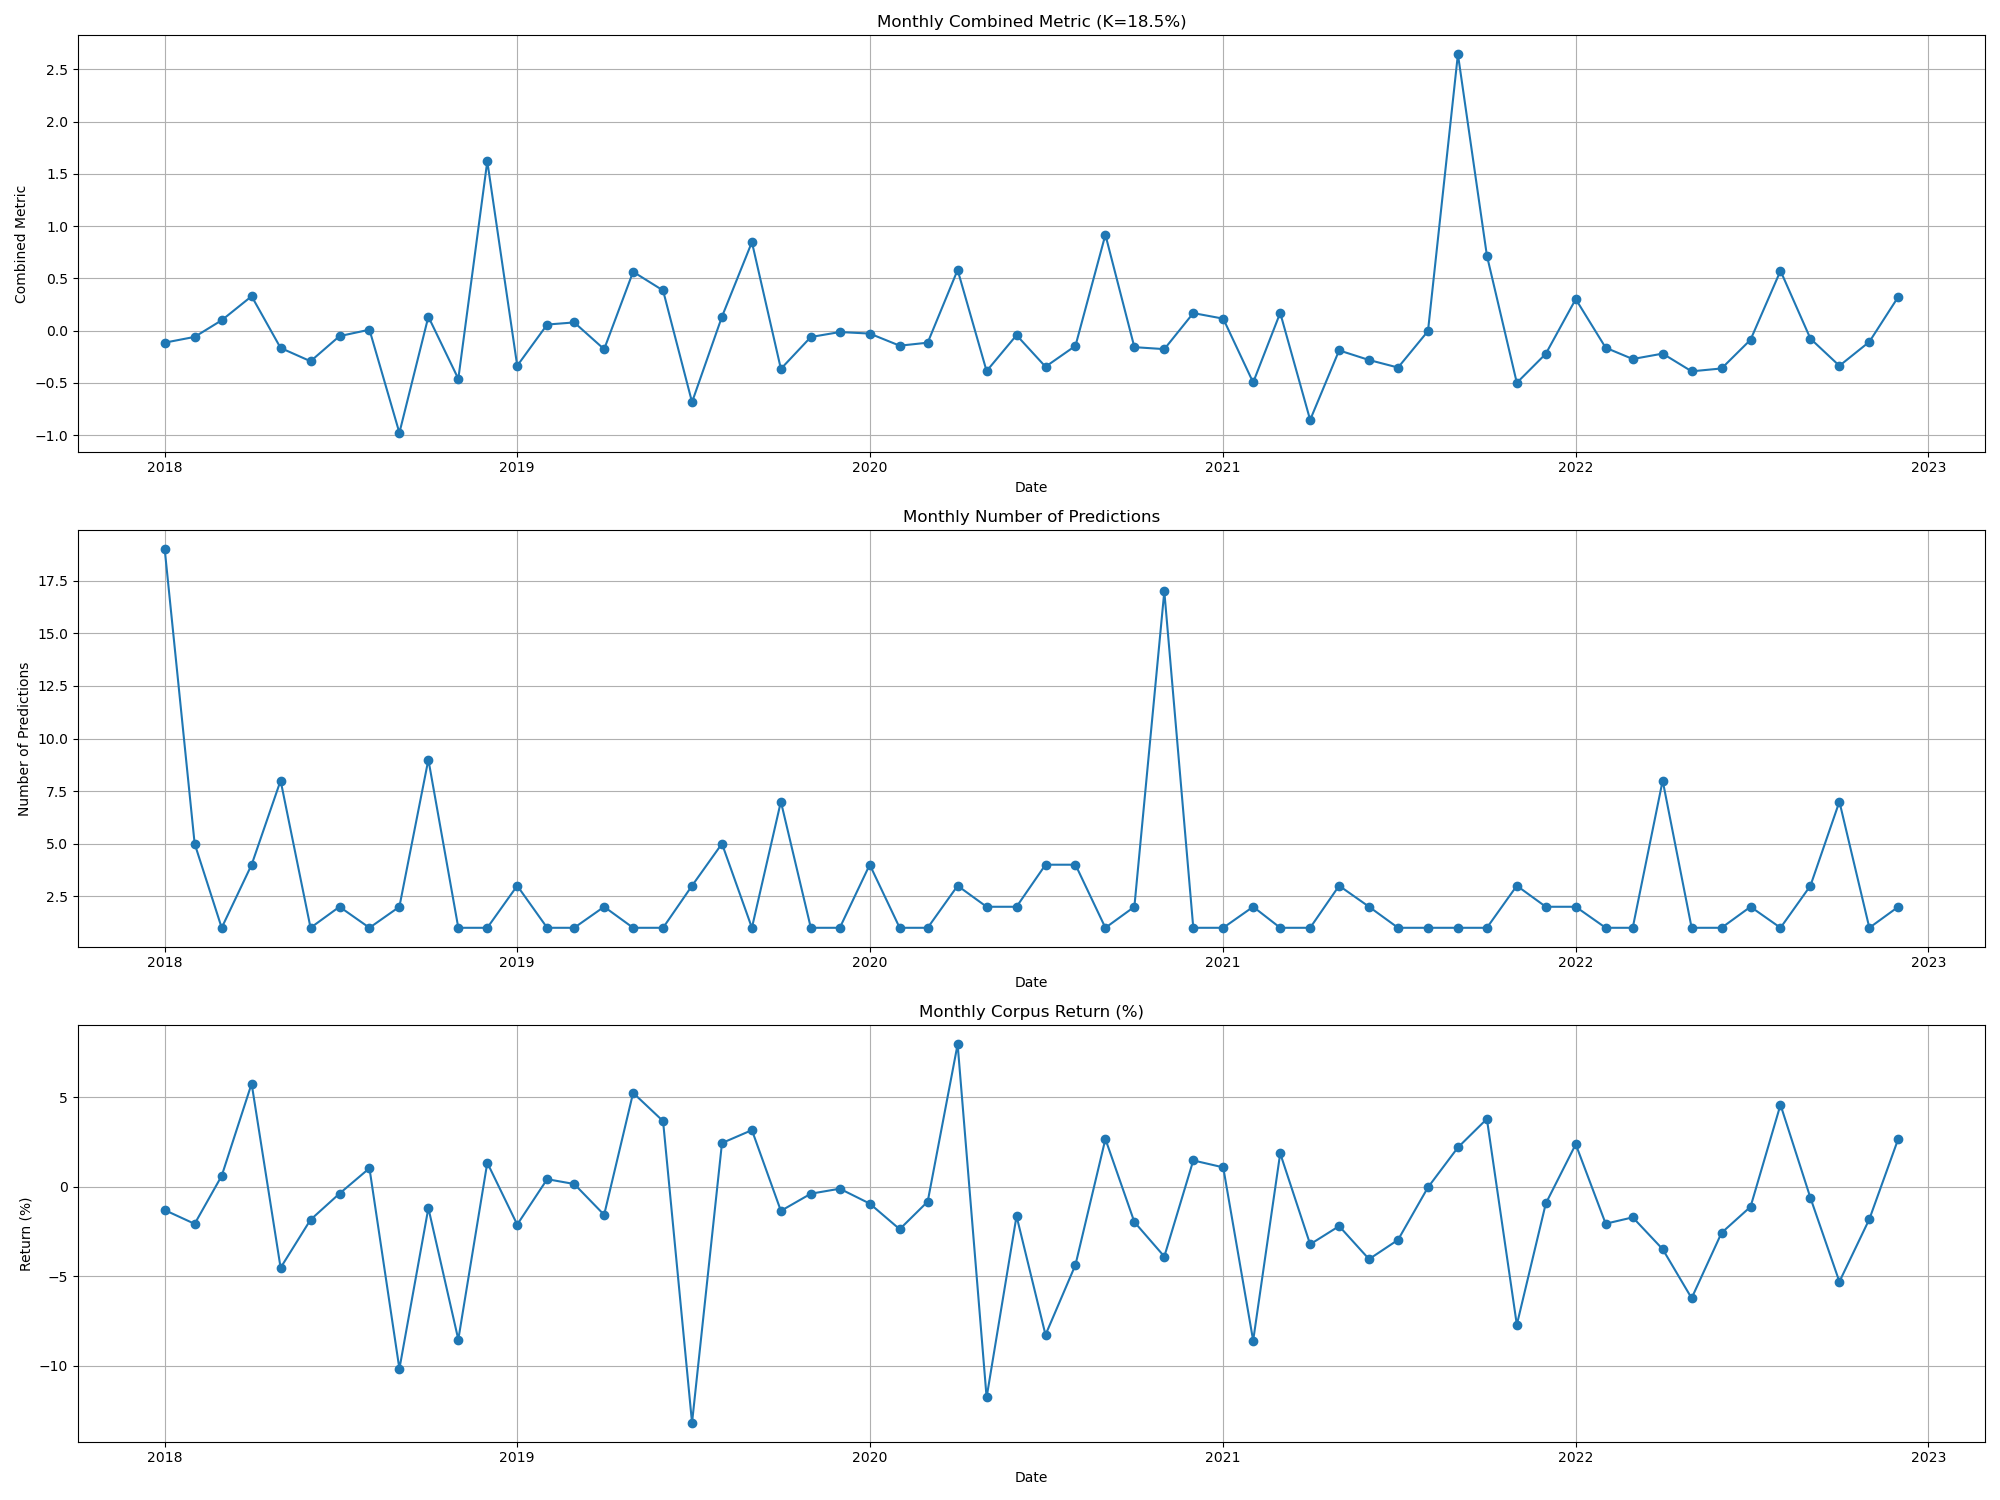 Monthly Combined Metric (K=18.5%)
2.5
2.0
1.5
1.0
0.5
0.0
−0.5
−1.0
Combined Metric
2018 2019 2020 2021 2022 2023
Date
Monthly Number of Predictions
17.5
15.0
12.5
10.0
7.5
5.0
2.5
Number of Predictions
2018 2019 2020 2021 2022 2023
Date
Monthly Corpus Return (%)
5
0
−5
−10
Return (%)
2018 2019 2020 2021 2022 2023
Date